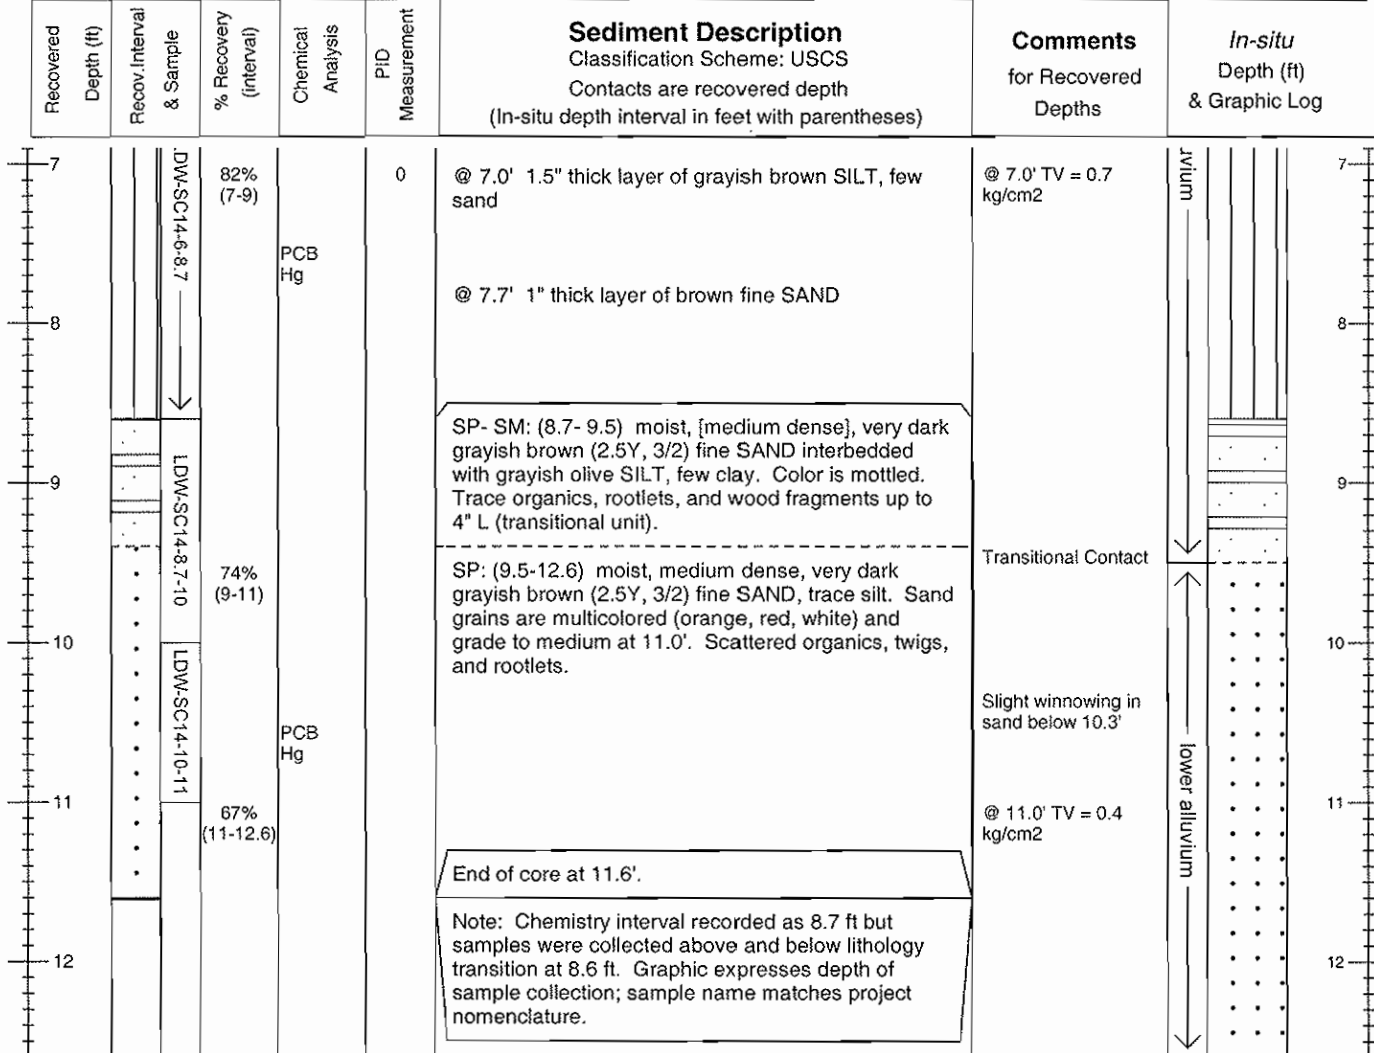 Recovered
Depth (ft)
Recov.Interval
& Sample
% Recovery
(interval)
Chemical
Analysis
PID
Measurement
Sediment Description
Classification Scheme: USCS
Contacts are recovered depth
(In-situ depth interval in feet with parentheses)
Comments
for Recovered
Depths
In-situ
Depth (ft)
& Graphic Log
7
8
9
10
11
12
LDW-SC14-6-8.7
LDW-SC14-8.7-10
LDW-SC14-10-11
82%
(7-9)
74%
(9-11)
67%
(11-12.6)
PCB
Hg
PCB
Hg
0
@ 7.0' 1.5" thick layer of grayish brown SILT, few
sand
@ 7.7' 1" thick layer of brown fine SAND
SP- SM: (8.7- 9.5) moist, [medium dense], very dark
grayish brown (2.5Y, 3/2) fine SAND interbedded
with grayish olive SILT, few clay. Color is mottled.
Trace organics, rootlets, and wood fragments up to
4" L (transitional unit).
SP: (9.5-12.6) moist, medium dense, very dark
grayish brown (2.5Y, 3/2) fine SAND, trace silt. Sand
grains are multicolored (orange, red, white) and
grade to medium at 11.0'. Scattered organics, twigs,
and rootlets.
End of core at 11.6'.
Note: Chemistry interval recorded as 8.7 ft but
samples were collected above and below lithology
transition at 8.6 ft. Graphic expresses depth of
sample collection; sample name matches project
nomenclature.
@ 7.0' TV = 0.7
kg/cm2
Transitional Contact
Slight winnowing in
sand below 10.3'
@ 11.0' TV = 0.4
kg/cm2
uvium
lower alluvium
7
8
9
10
11
12